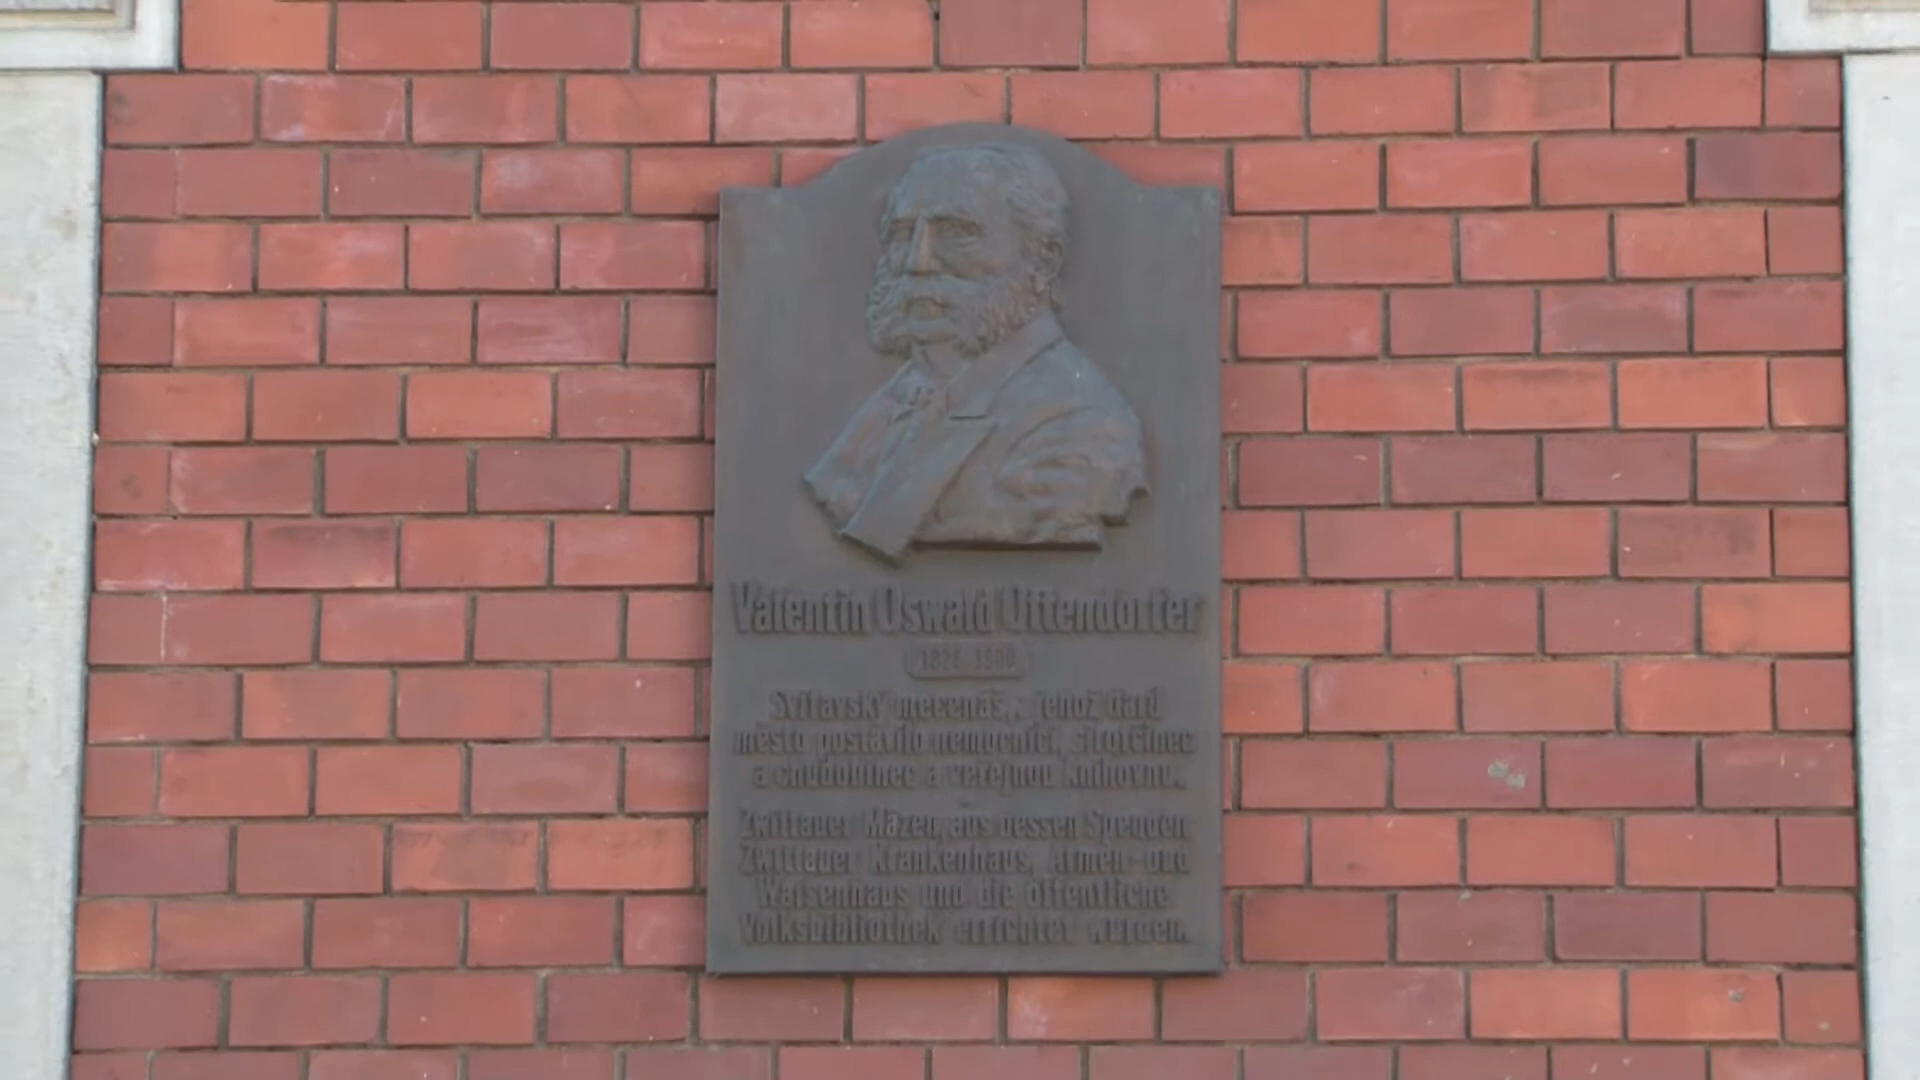 Valentin Oswald Ottendorfer
1826 1900
Svitavský mecenáš, z jehož darů
město postavilo nemocnici, sirotčinec
a chudobinec a veřejnou knihovnu.
Zwittauer Mäzen, aus dessen Spenden
Zwittauer Krankenhaus, Armen- und
Waisenhaus und die öffentliche
Volksbibliothek errichtet wurden.